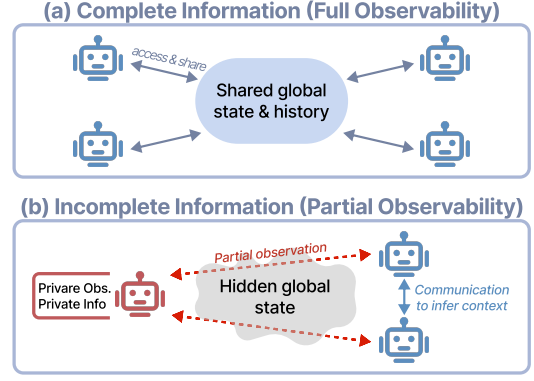 (a) Complete Information (Full Observability)
access & share
Shared global
state & history
(b) Incomplete Information (Partial Observability)
Partial observation
Privare Obs.
Private Info
Hidden global
state
Communication
to infer context